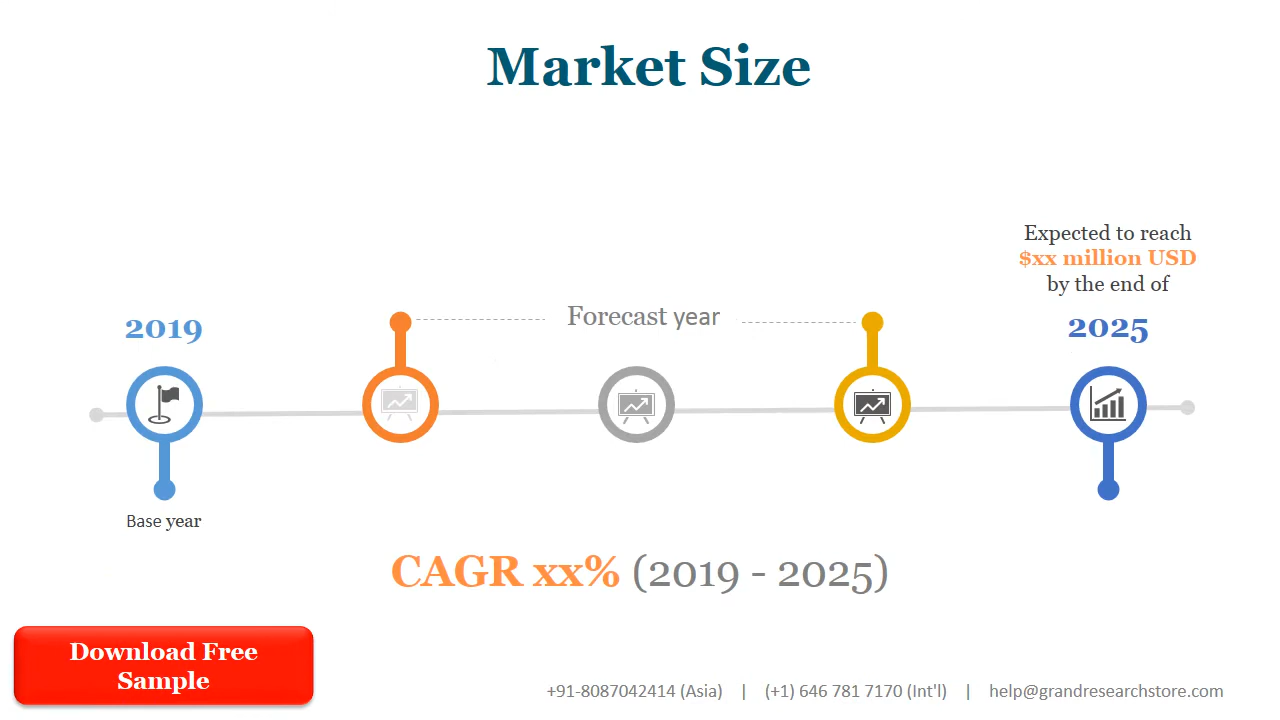 Market Size
Expected to reach
$xx million USD
by the end of
2025
2019
Forecast year
Base year
CAGR xx% (2019 - 2025)
Download Free
Sample
+91-8087042414 (Asia) | (+1) 646 781 7170 (Int'l) | help@grandresearchstore.com